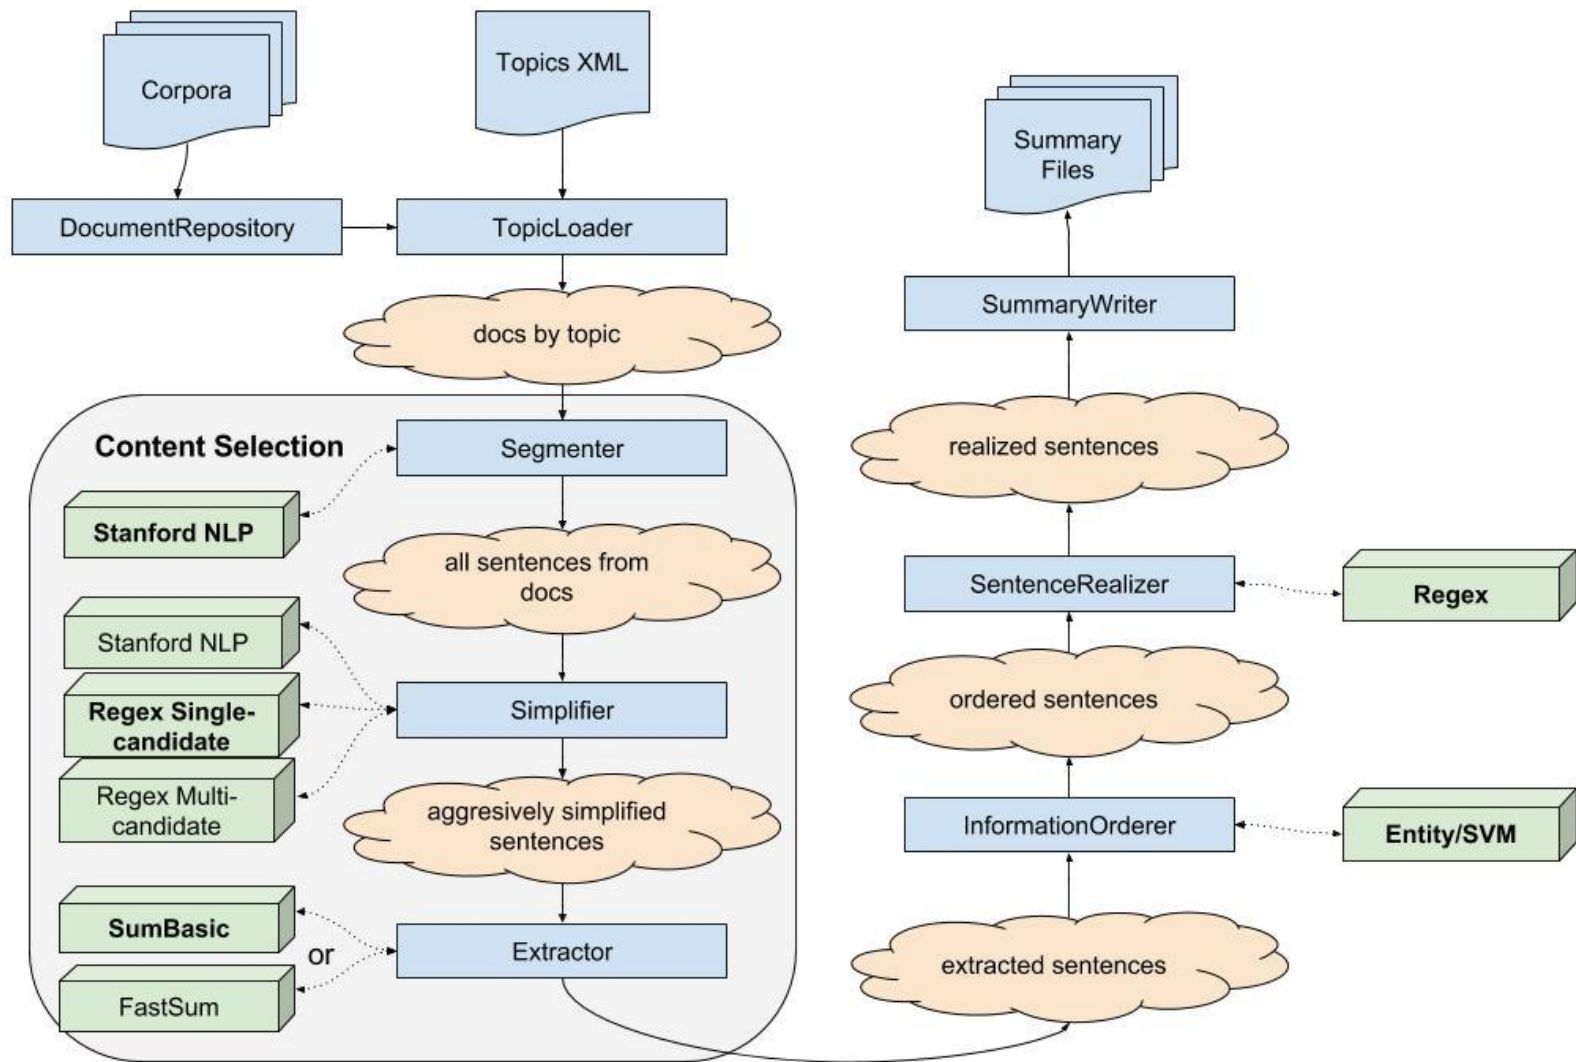 Corpora
Topics XML
DocumentRepository
TopicLoader
docs by topic
Content Selection
Segmenter
Stanford NLP
all sentences from
docs
Stanford NLP
Regex Single-
candidate
Regex Multi-
candidate
Simplifier
aggresively simplified
sentences
SumBasic
or
FastSum
Extractor
Summary
Files
SummaryWriter
realized sentences
SentenceRealizer
Regex
ordered sentences
InformationOrderer
Entity/SVM
extracted sentences